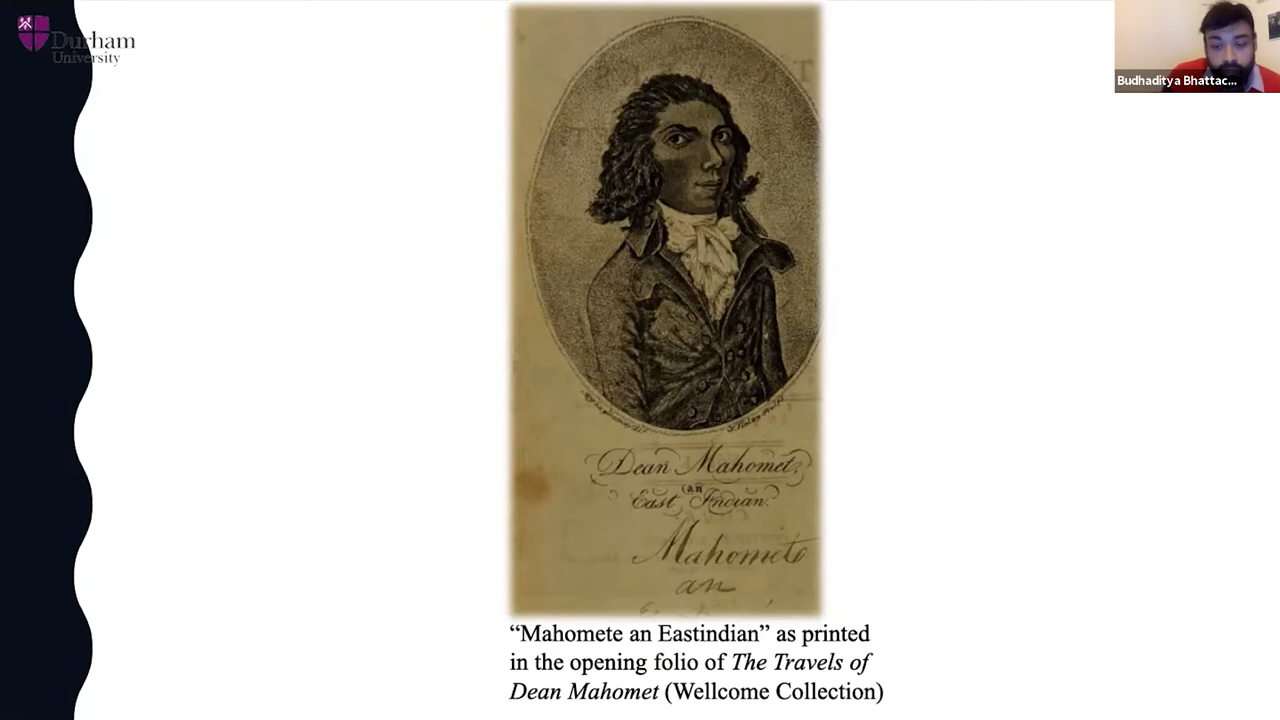 Durham
University
Budhaditya Bhattac...
Dean Mahomet,
(an
East Indian.
Mahomete
an
“Mahomete an Eastindian” as printed
in the opening folio of The Travels of
Dean Mahomet (Wellcome Collection)